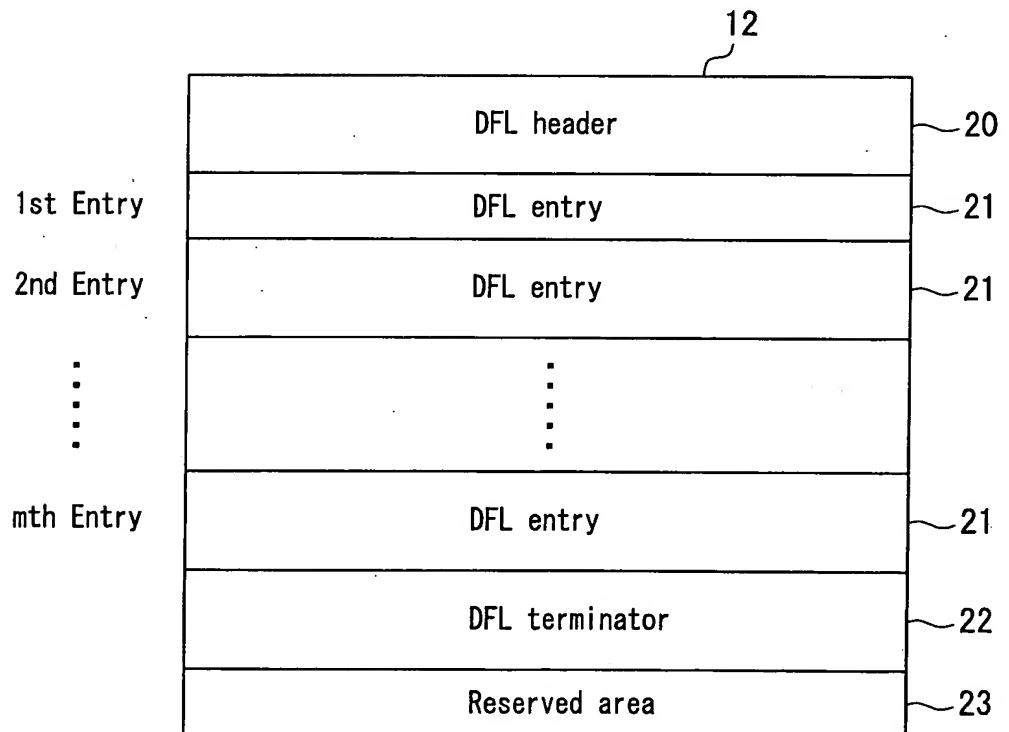 12
DFL header 20
1st Entry DFL entry 21
2nd Entry DFL entry 21
mth Entry DFL entry 21
DFL terminator 22
Reserved area 23